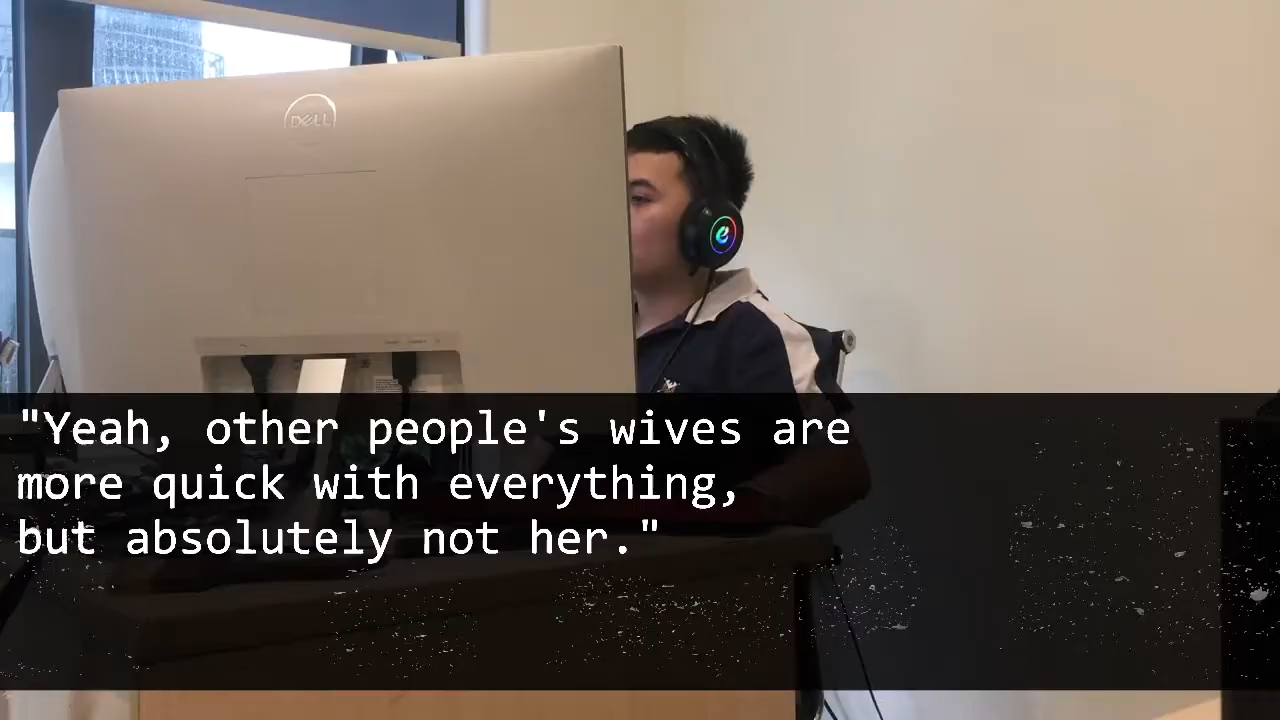 DELL
"Yeah, other people's wives are
more quick with everything,
but absolutely not her."